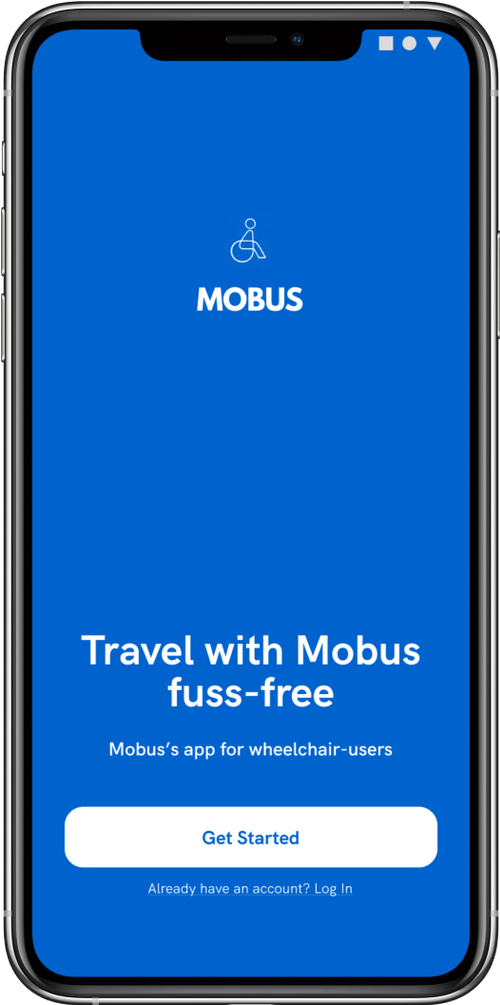 MOBUS
Travel with Mobus
fuss-free
Mobus’s app for wheelchair-users
Get Started
Already have an account? Log In